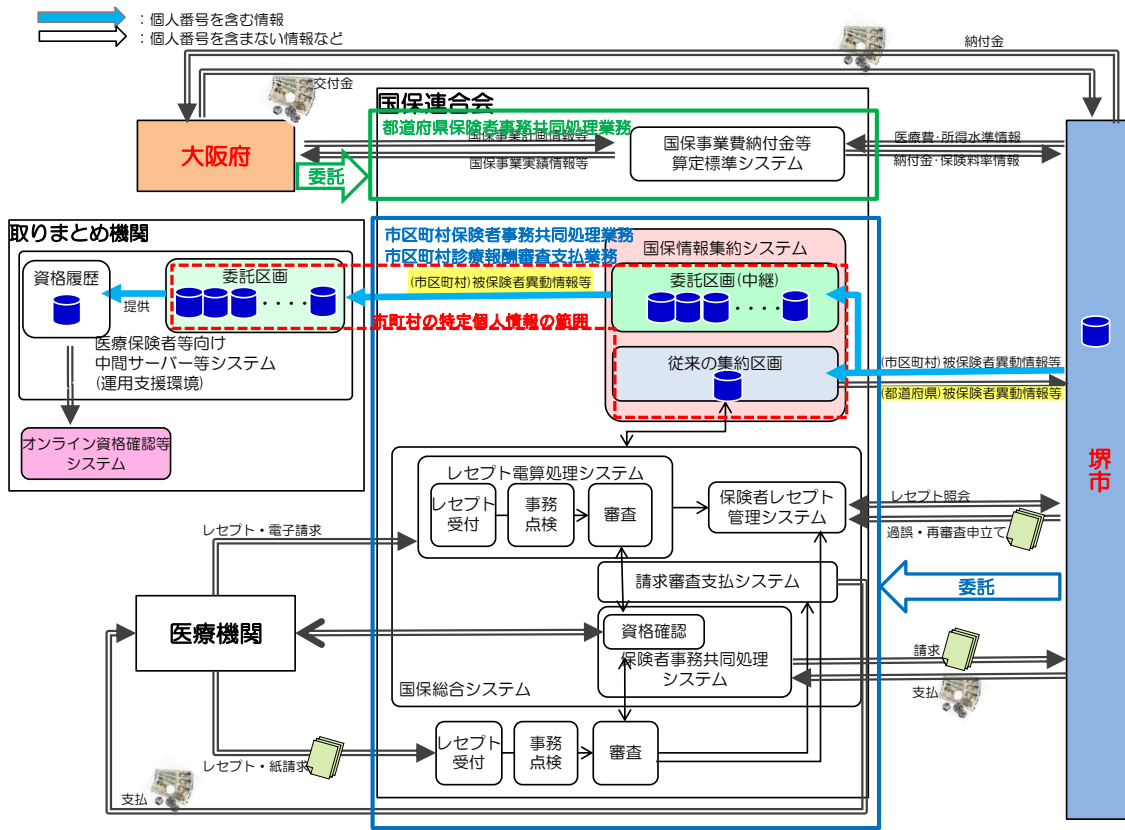 ：個人番号を含む情報
：個人番号を含まない情報など
納付金
交付金
国保連合会
都道府県保険者事務共同処理業務
大阪府
委託
国保事業計画情報等
国保事業実績情報等
国保事業費納付金等
算定標準システム
医療費･所得水準情報
納付金･保険料率情報
取りまとめ機関
資格履歴
提供
委託区画
････
医療保険者等向け
中間サーバー等システム
(運用支援環境)
オンライン資格確認等
システム
市区町村保険者事務共同処理業務
市区町村診療報酬審査支払業務
(市区町村)被保険者異動情報等
市町村の特定個人情報の範囲
国保情報集約システム
委託区画(中継)
････
従来の集約区画
(市区町村)被保険者異動情報等
(都道府県)被保険者異動情報等
堺市
レセプト電算処理システム
レセプト
受付
事務
点検
審査
保険者レセプト
管理システム
レセプト照会
過誤・再審査申立て
レセプト・電子請求
請求審査支払システム
委託
医療機関
資格確認
保険者事務共同処理
システム
国保総合システム
請求
支払
レセプト
受付
事務
点検
審査
レセプト・紙請求
支払